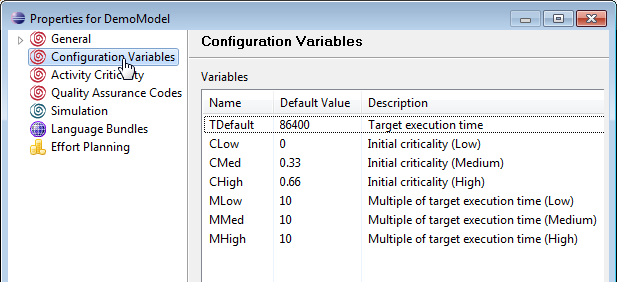 Properties for DemoModel
General
Configuration Variables
Activity Criticality
Quality Assurance Codes
Simulation
Language Bundles
Effort Planning
Configuration Variables
Variables
Name Default Value Description
TDefault 86400 Target execution time
CLow 0 Initial criticality (Low)
CMed 0.33 Initial criticality (Medium)
CHigh 0.66 Initial criticality (High)
MLow 10 Multiple of target execution time (Low)
MMed 10 Multiple of target execution time (Medium)
MHigh 10 Multiple of target execution time (High)